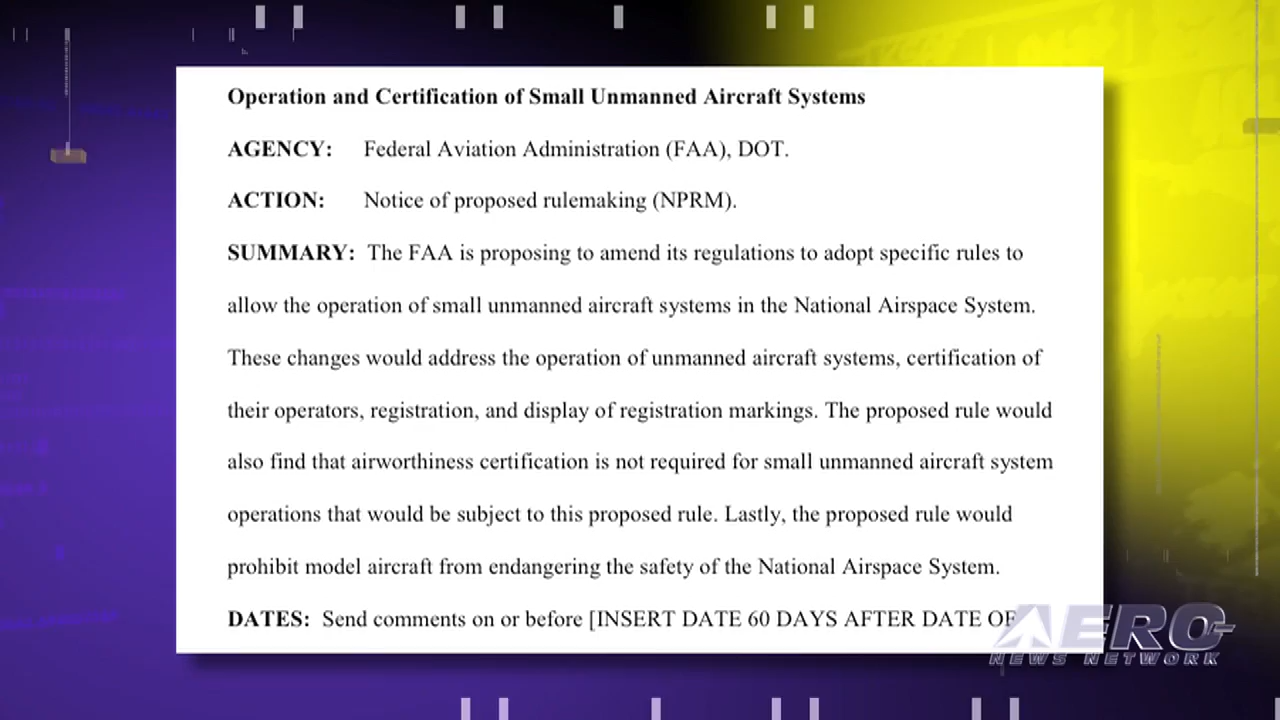 Operation and Certification of Small Unmanned Aircraft Systems
AGENCY: Federal Aviation Administration (FAA), DOT.
ACTION: Notice of proposed rulemaking (NPRM).
SUMMARY: The FAA is proposing to amend its regulations to adopt specific rules to
allow the operation of small unmanned aircraft systems in the National Airspace System.
These changes would address the operation of unmanned aircraft systems, certification of
their operators, registration, and display of registration markings. The proposed rule would
also find that airworthiness certification is not required for small unmanned aircraft system
operations that would be subject to this proposed rule. Lastly, the proposed rule would
prohibit model aircraft from endangering the safety of the National Airspace System.
DATES: Send comments on or before [INSERT DATE 60 DAYS AFTER DATE OF
AERO-
NEWS NETWORK